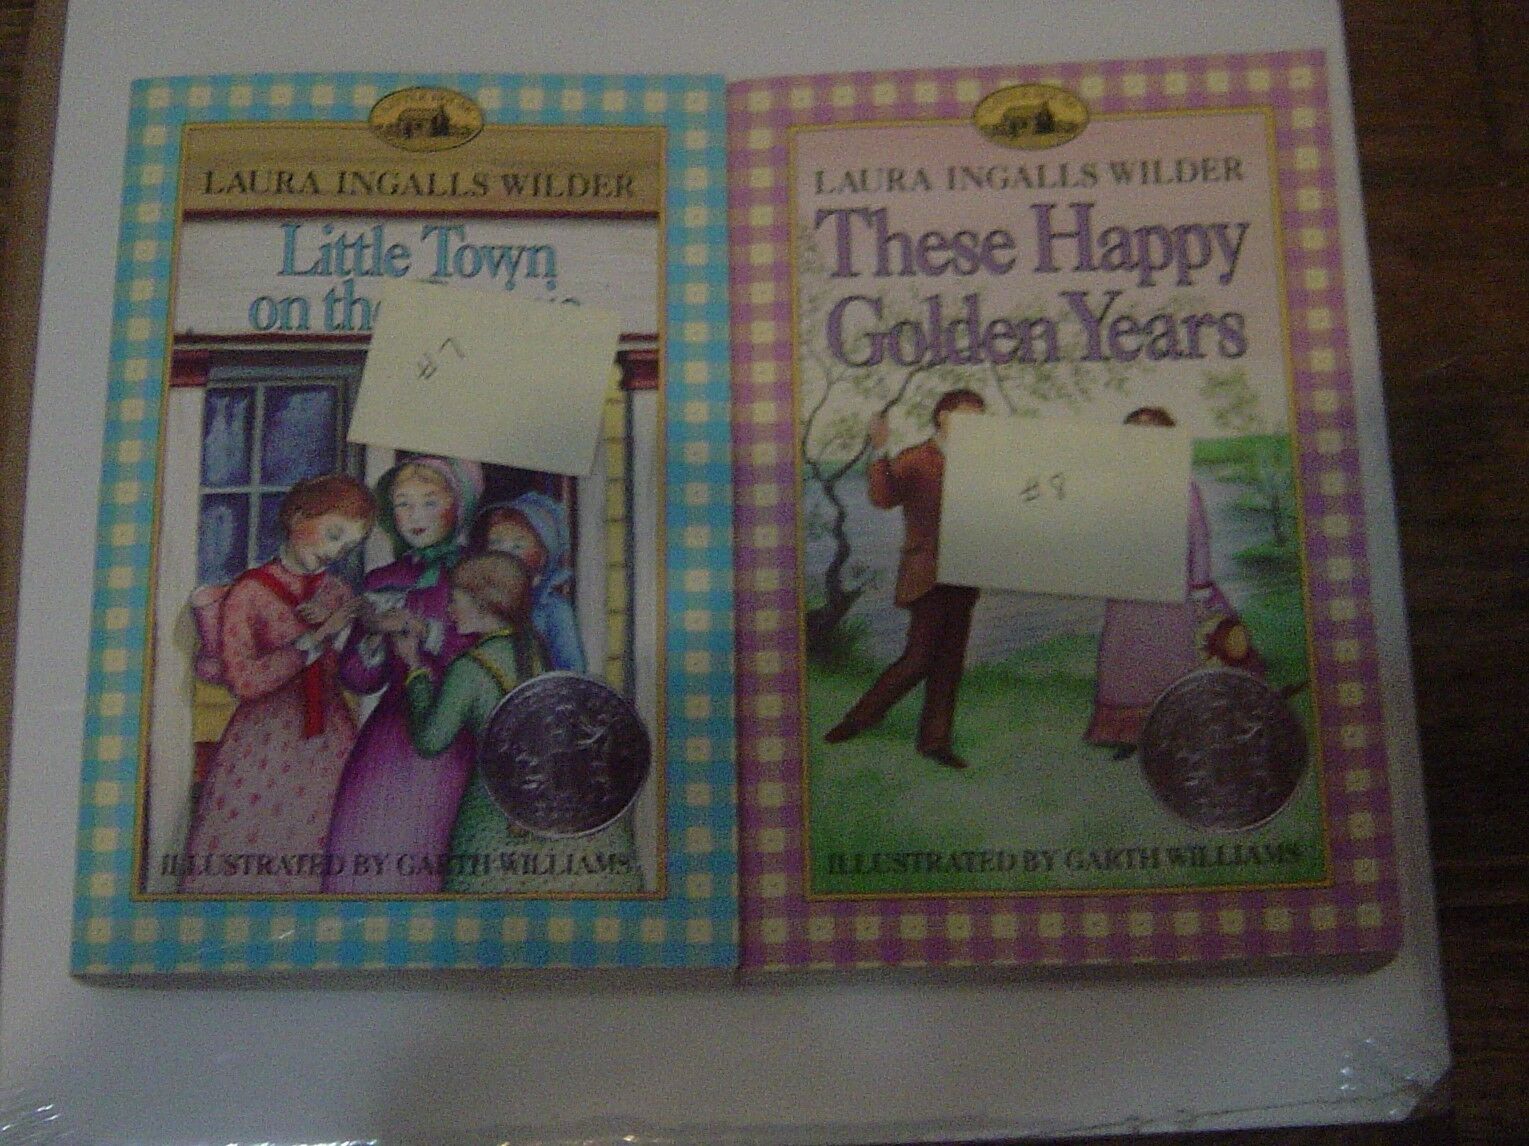 LAURA INGALLS WILDER
Little Town
on the
#7
ILLUSTRATED BY GARTH WILLIAMS
LAURA INGALLS WILDER
These Happy
Golden Years
#8
ILLUSTRATED BY GARTH WILLIAMS